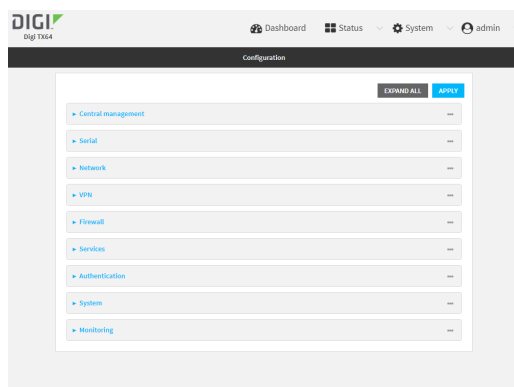 DIGI
Digi TX64
Dashboard Status System admin
Configuration
EXPAND ALL APPLY
Central management
Serial
Network
VPN
Firewall
Services
Authentication
System
Monitoring